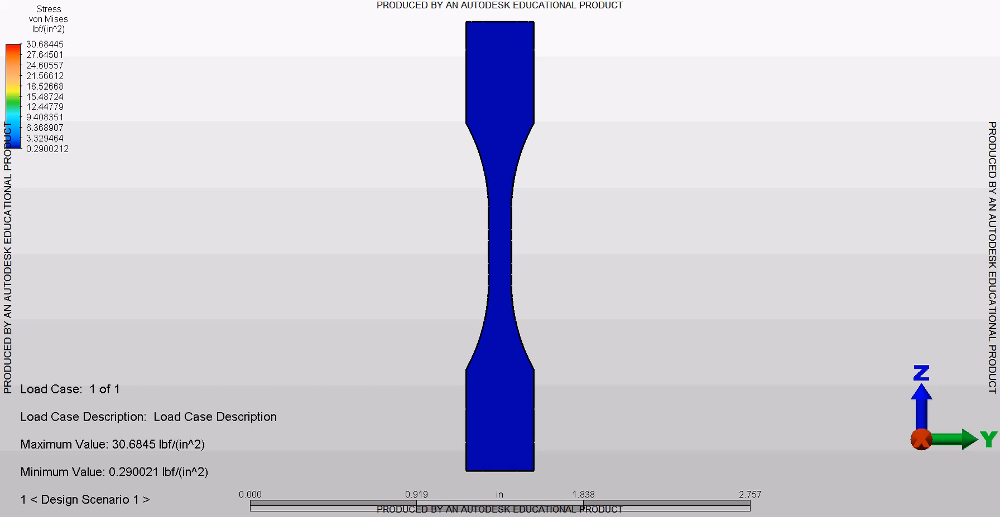 PRODUCED BY AN AUTODESK EDUCATIONAL PRODUCT
Stress
von Mises
lbf/(in^2)
30.68445
27.64501
24.60557
21.56612
18.52668
15.48724
12.44779
9.408351
6.368907
3.329464
0.2900212
PRODUCED BY AN AUTODESK EDUCATIONAL PRODUCT
PRODUCED BY AN AUTODESK EDUCATIONAL PRODUCT
Load Case: 1 of 1
Load Case Description: Load Case Description
Maximum Value: 30.6845 lbf/(in^2)
Minimum Value: 0.290021 lbf/(in^2)
1 < Design Scenario 1 >
Z
X
Y
0.000 0.919 in 1.838 2.757
PRODUCED BY AN AUTODESK EDUCATIONAL PRODUCT